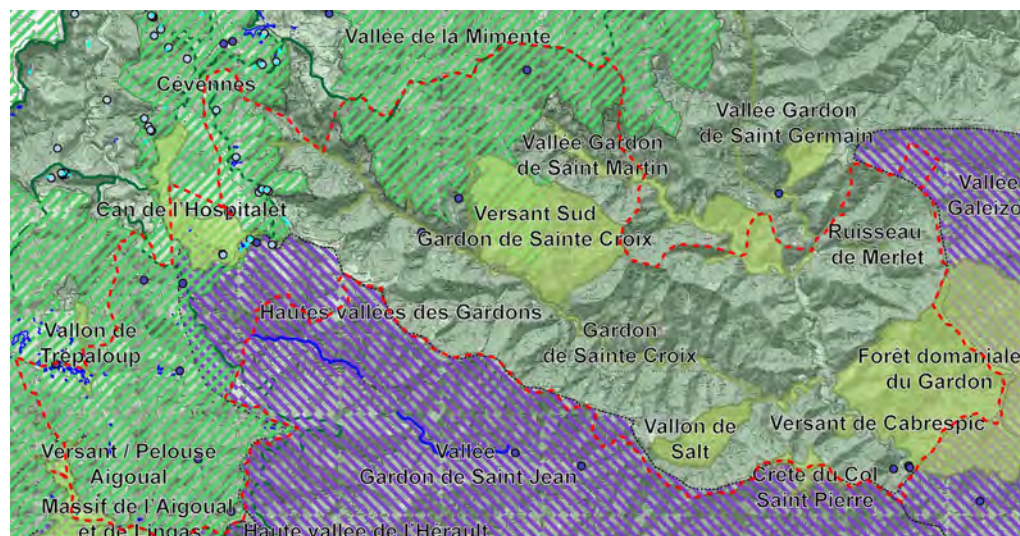 Vallée de la Mimente
Cévennes
Vallée Gardon
de Saint Germain
Vallée Gardon
de Saint Martin
Vallée
Galeizo
Can de l'Hospitalet
Versant Sud
Gardon de Sainte Croix
Ruisseau
de Merlet
Hautes vallées des Gardons
Vallon de
Trépaloup
Gardon
de Sainte Croix
Forêt domaniale
du Gardon
Vallon de
Salt
Versant de Cabrespic
Versant / Pelouse
Aigoual
Vallée
Gardon de Saint Jean
Crête du Col
Saint Pierre
Massif de l'Aigoual
et de Lingas
Haute vallée de l'Hérault